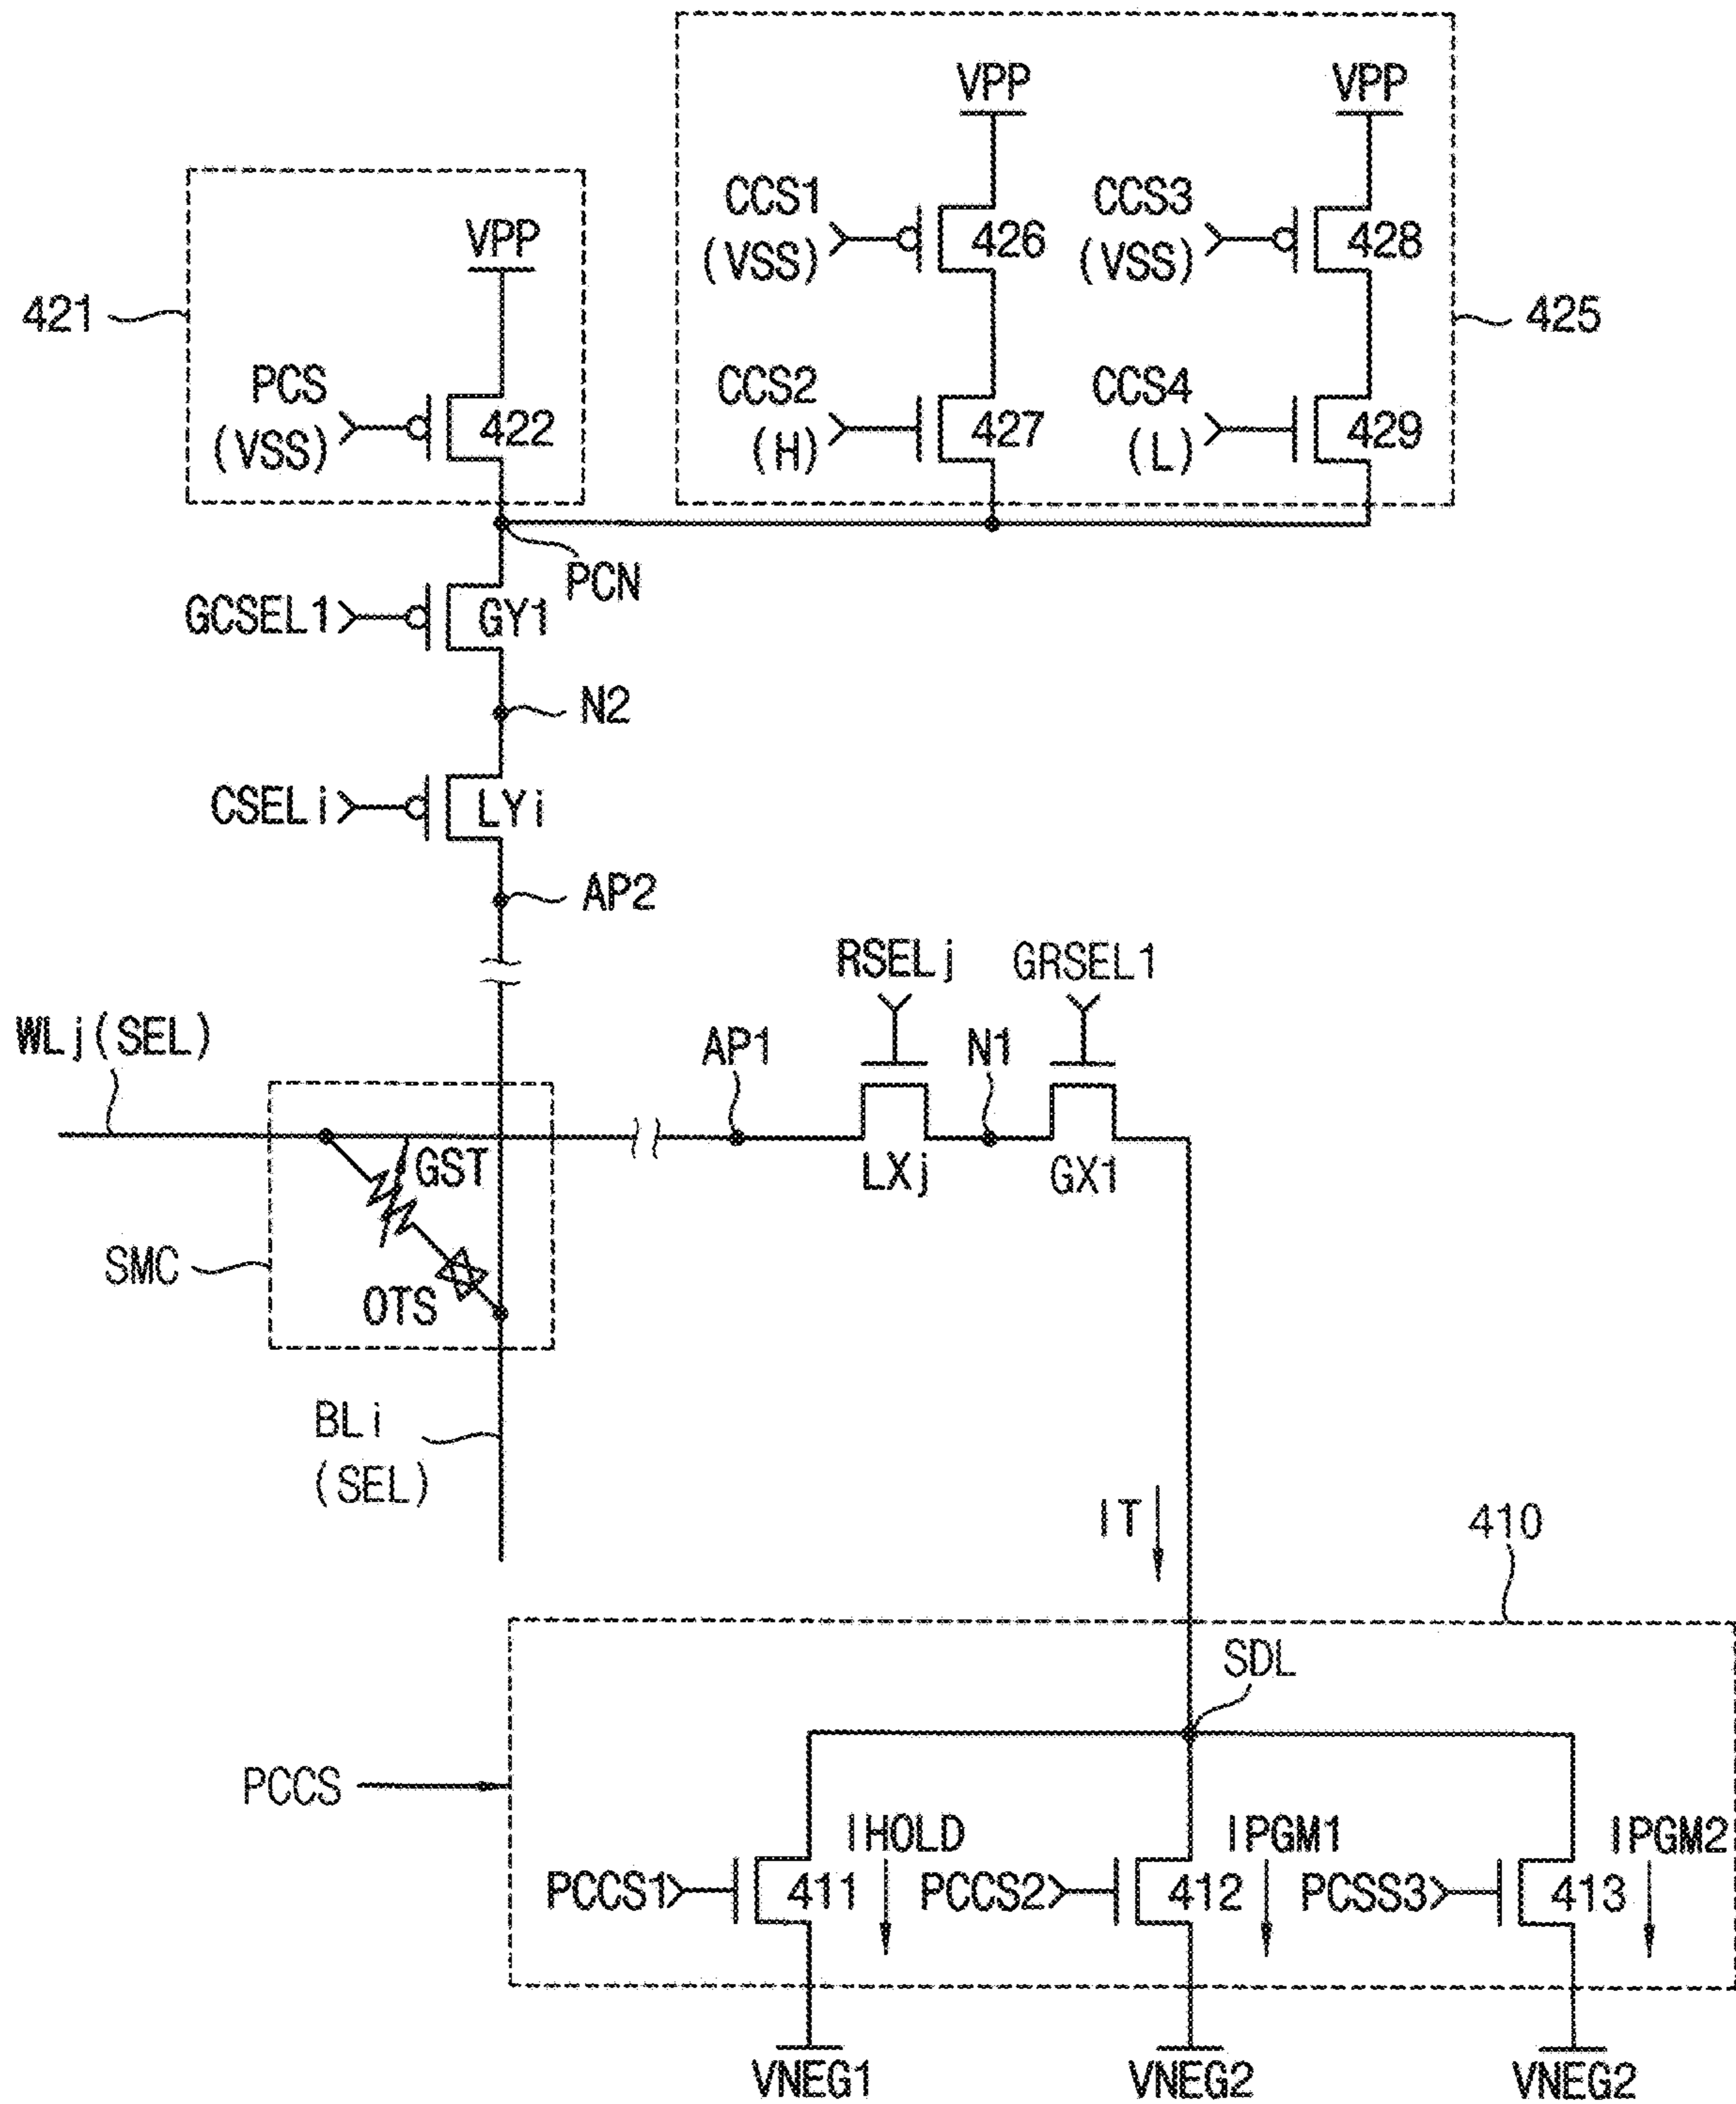 VPP
VPP
CCS1
(VSS)
426
CCS3
(VSS)
428
VPP
421
425
PCS
(VSS)
422
CCS2
(H)
427
CCS4
(L)
429
PCN
GCSEL1
GY1
N2
CSELi
LYi
AP2
RSELj
GRSEL1
WLj(SEL)
AP1
N1
GST
LXj
GX1
SMC
OTS
BLi
(SEL)
IT
410
SDL
PCCS
IHOLD
IPGM1
IPGM2
PCCS1
411
PCCS2
412
PCSS3
413
VNEG1
VNEG2
VNEG2